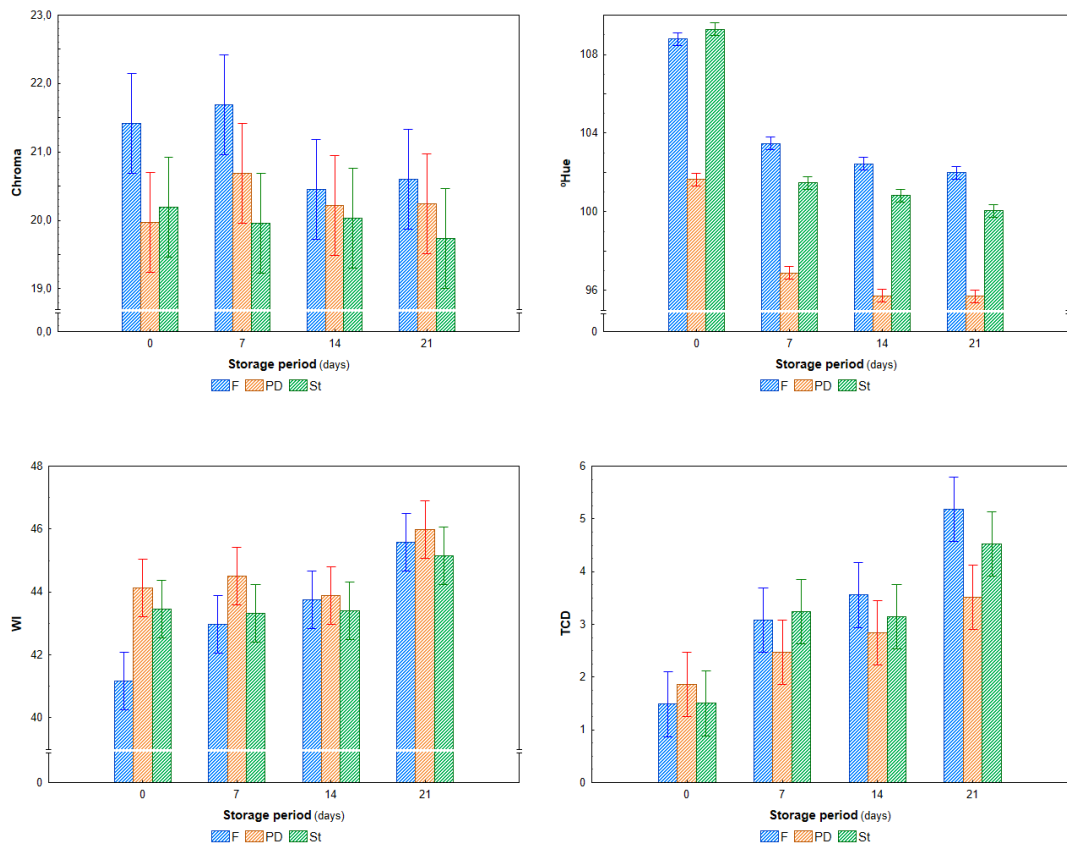 23,0
22,0
21,0
20,0
19,0
0,0
Chroma
0 7 14 21
Storage period (days)
F PD St
108
104
100
96
0
ºHue
0 7 14 21
Storage period (days)
F PD St
48
46
44
42
40
0
WI
0 7 14 21
Storage period (days)
F PD St
6
5
4
3
2
1
0
TCD
0 7 14 21
Storage period (days)
F PD St